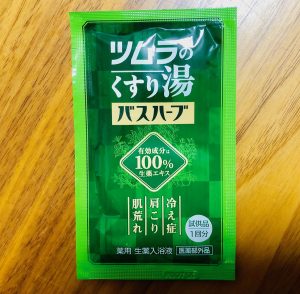 ツムラの
くすり湯
バスハーブ
有効成分は
100%
生薬エキス
冷え症
肩こり
肌荒れ
試供品
1回分
薬用 生薬入浴液 医薬部外品